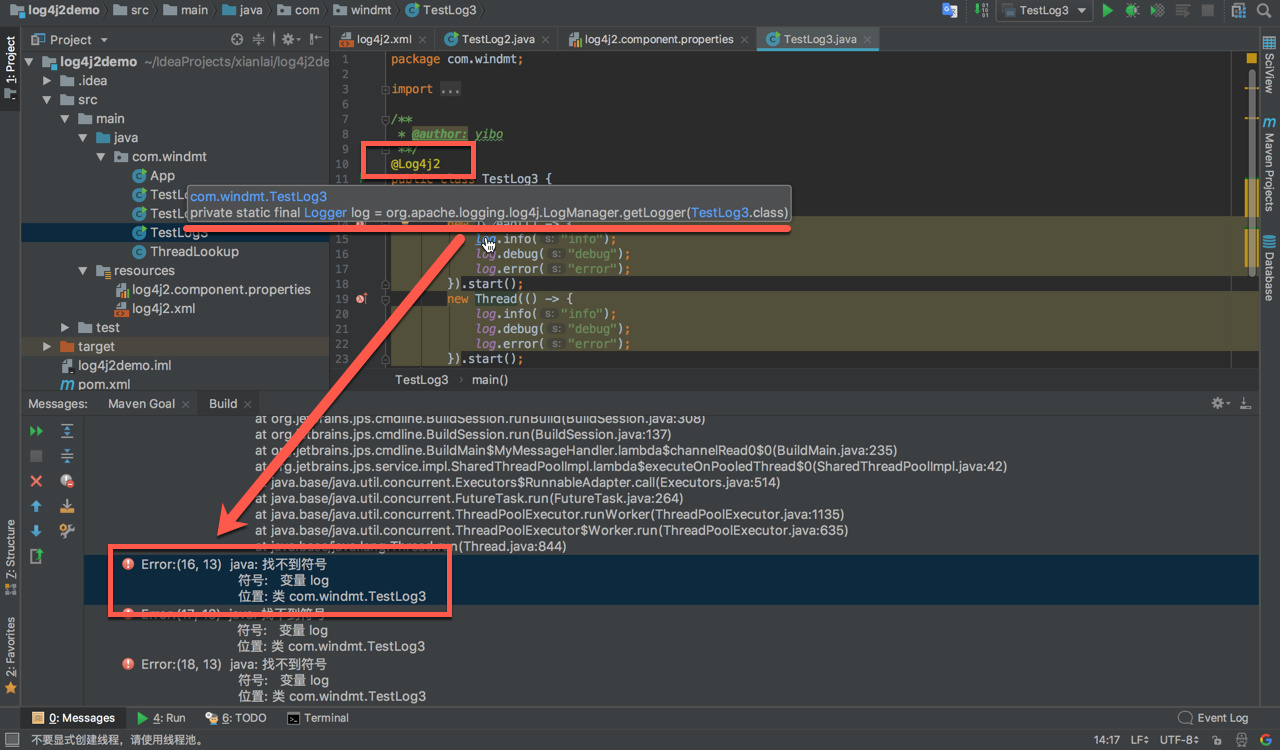 log4j2demo src main java com windmt TestLog3
TestLog3
Project
log4j2.xml TestLog2.java log4j2.component.properties TestLog3.java
1: Project
log4j2demo ~/IdeaProjects/xianlai/log4j2de
.idea
src
main
java
com.windmt
App
TestLo
TestLo
TestLog3
ThreadLookup
resources
log4j2.component.properties
log4j2.xml
test
target
log4j2demo.iml
pom.xml
1 package com.windmt;
2
3 import ...
6
7 /**
8 * @author: yibo
9 **/
10 @Log4j2
11 public class TestLog3 {
com.windmt.TestLog3
private static final Logger log = org.apache.logging.log4j.LogManager.getLogger(TestLog3.class)
15 log.info( s: "info");
16 log.debug( s: "debug");
17 log.error( s: "error");
18 }).start();
19 new Thread(() -> {
20 log.info( s: "info");
21 log.debug( s: "debug");
22 log.error( s: "error");
23 }).start();
TestLog3 › main()
SciView
Maven Projects
Database
Messages: Maven Goal Build
at org.jetbrains.jps.cmdline.BuildSession.runBuild(BuildSession.java:308)
at org.jetbrains.jps.cmdline.BuildSession.run(BuildSession.java:137)
at org.jetbrains.jps.cmdline.BuildMain$MyMessageHandler.lambda$channelRead0$0(BuildMain.java:235)
at org.jetbrains.jps.service.impl.SharedThreadPoolImpl.lambda$executeOnPooledThread$0(SharedThreadPoolImpl.java:42)
at java.base/java.util.concurrent.Executors$RunnableAdapter.call(Executors.java:514)
at java.base/java.util.concurrent.FutureTask.run(FutureTask.java:264)
at java.base/java.util.concurrent.ThreadPoolExecutor.runWorker(ThreadPoolExecutor.java:1135)
at java.base/java.util.concurrent.ThreadPoolExecutor$Worker.run(ThreadPoolExecutor.java:635)
at java.base/java.lang.Thread.run(Thread.java:844)
Error:(16, 13) java: 找不到符号
符号: 变量 log
位置: 类 com.windmt.TestLog3
Error:(17, 13) java: 找不到符号
符号: 变量 log
位置: 类 com.windmt.TestLog3
Error:(18, 13) java: 找不到符号
符号: 变量 log
位置: 类 com.windmt.TestLog3
Z: Structure
2: Favorites
0: Messages 4: Run 6: TODO Terminal Event Log
不要显式创建线程，请使用线程池。 14:17 LF÷ UTF-8÷